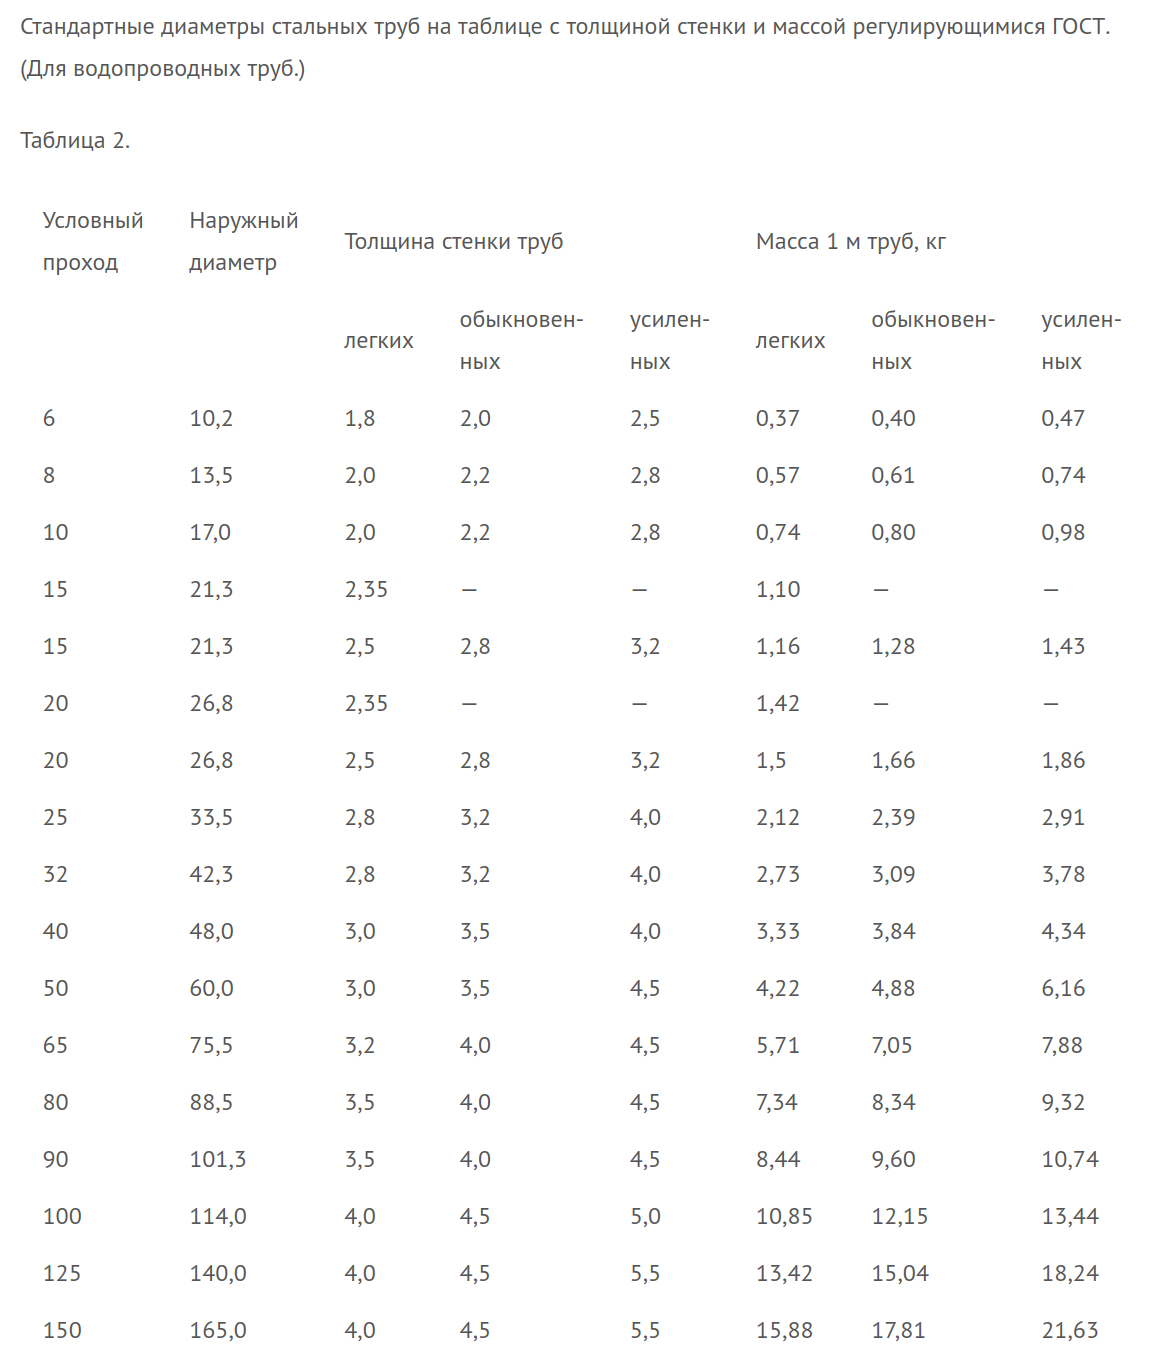 Стандартные диаметры стальных труб на таблице с толщиной стенки и массой регулирующимися ГОСТ.
(Для водопроводных труб.)
Таблица 2.
Условный проход Наружный диаметр Толщина стенки труб Масса 1 м труб, кг
легких обыкновен-ных усилен-ных легких обыкновен-ных усилен-ных
6 10,2 1,8 2,0 2,5 0,37 0,40 0,47
8 13,5 2,0 2,2 2,8 0,57 0,61 0,74
10 17,0 2,0 2,2 2,8 0,74 0,80 0,98
15 21,3 2,35 — — 1,10 — —
15 21,3 2,5 2,8 3,2 1,16 1,28 1,43
20 26,8 2,35 — — 1,42 — —
20 26,8 2,5 2,8 3,2 1,5 1,66 1,86
25 33,5 2,8 3,2 4,0 2,12 2,39 2,91
32 42,3 2,8 3,2 4,0 2,73 3,09 3,78
40 48,0 3,0 3,5 4,0 3,33 3,84 4,34
50 60,0 3,0 3,5 4,5 4,22 4,88 6,16
65 75,5 3,2 4,0 4,5 5,71 7,05 7,88
80 88,5 3,5 4,0 4,5 7,34 8,34 9,32
90 101,3 3,5 4,0 4,5 8,44 9,60 10,74
100 114,0 4,0 4,5 5,0 10,85 12,15 13,44
125 140,0 4,0 4,5 5,5 13,42 15,04 18,24
150 165,0 4,0 4,5 5,5 15,88 17,81 21,63